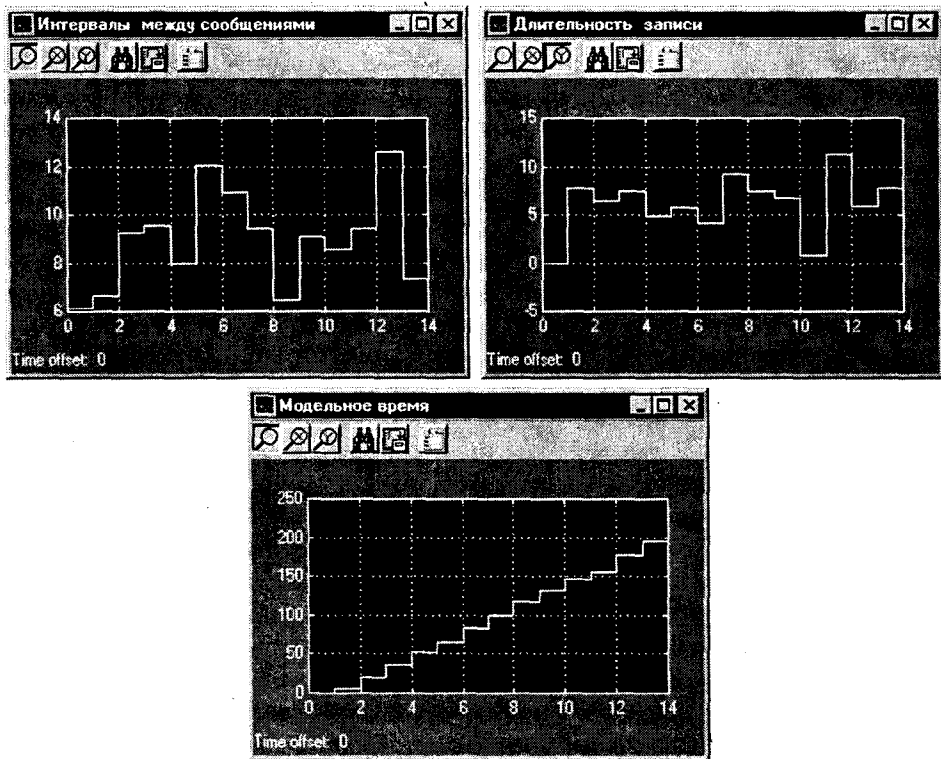 Интервалы между сообщениями
14
12
10
8
6
0 2 4 6 8 10 12 14
Time offset: 0
Длительность записи
15
10
5
0
-5
0 2 4 6 8 10 12 14
Time offset: 0
Модельное время
250
200
150
100
50
0
0 2 4 6 8 10 12 14
Time offset: 0